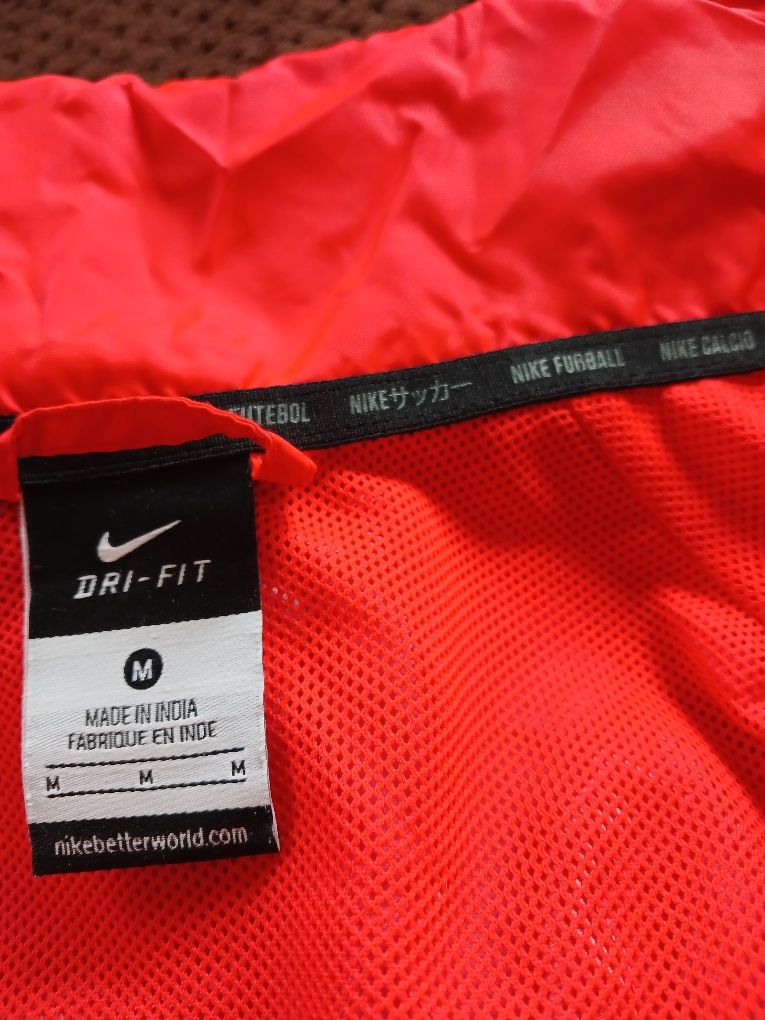 FUTEBOL NIKEサッカー NIKE FUßBALL NIKE CALCIO
DRI-FIT
M
MADE IN INDIA
FABRIQUE EN INDE
M M M
nikebetterworld.com